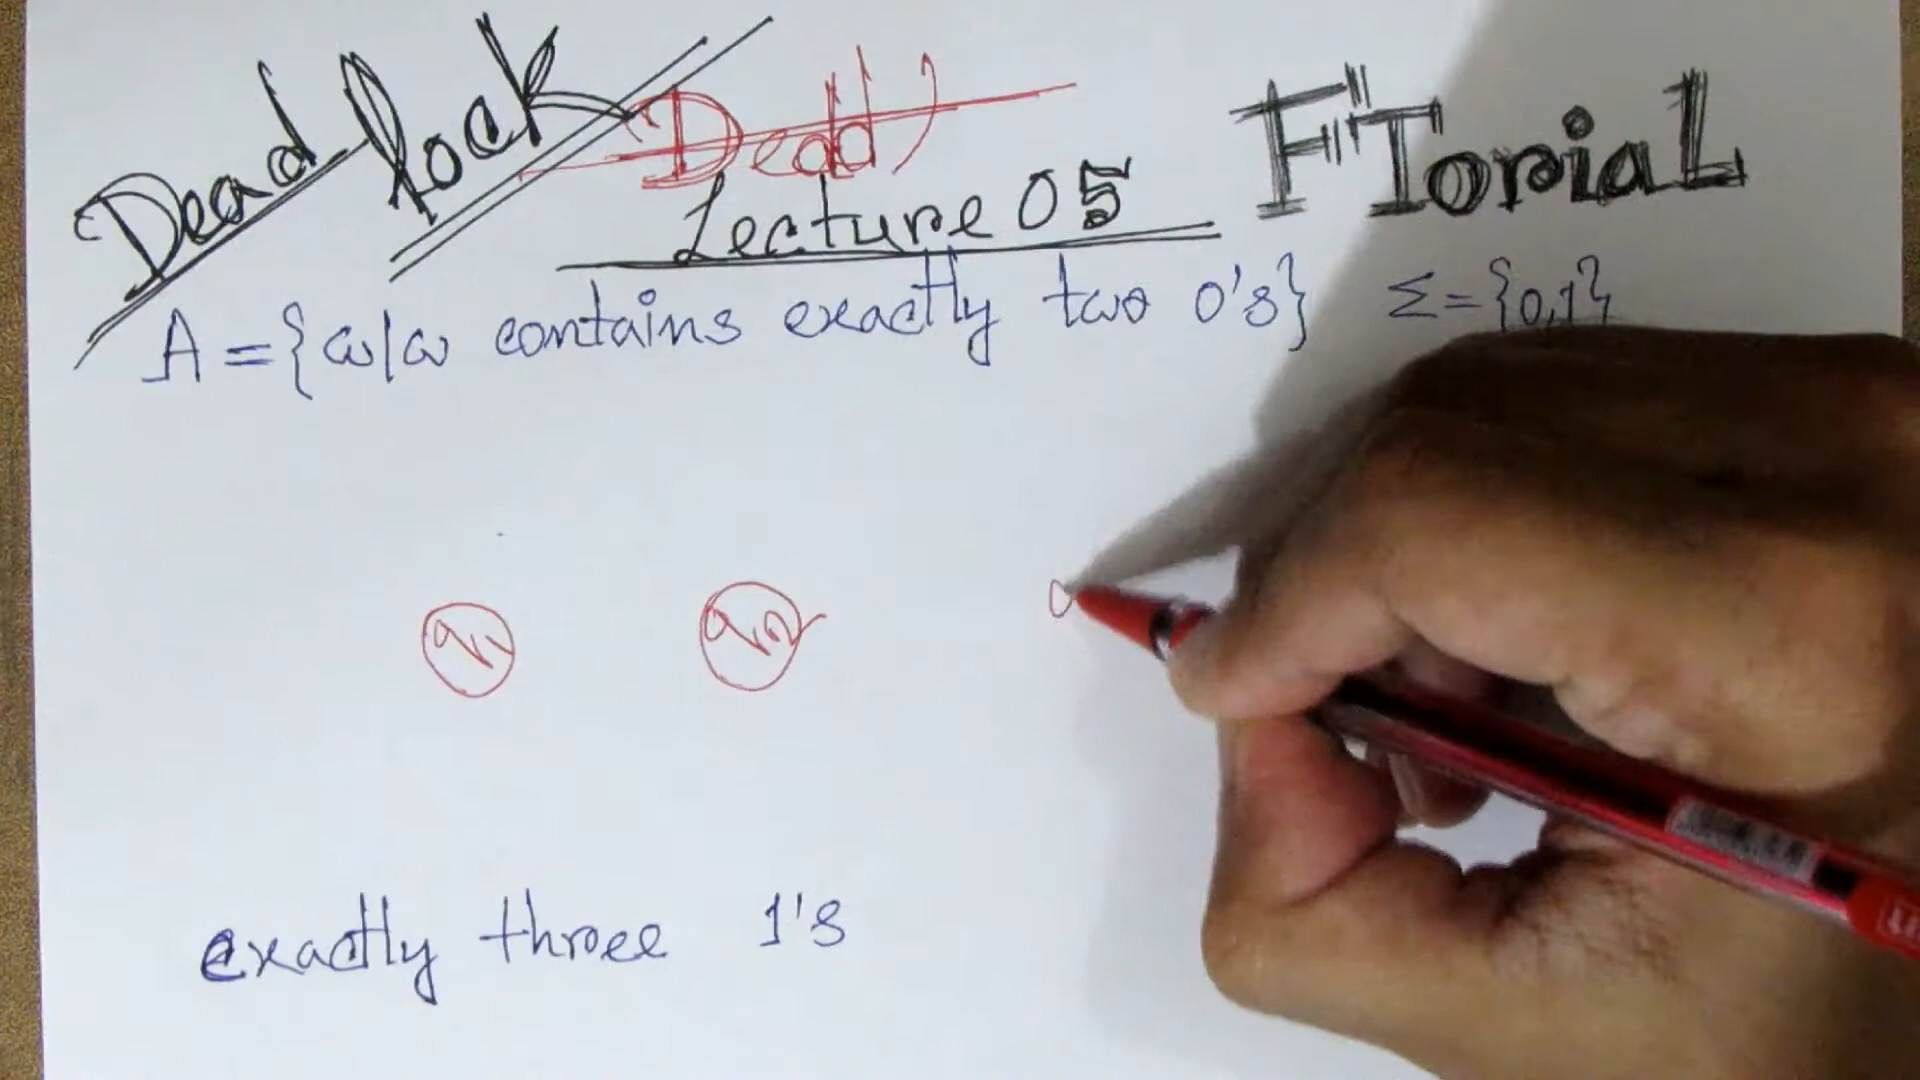 Dead lock (Dead) FTorial
Lecture 05
A = {ω/ω contains exactly two 0's} Σ = {0,1}
q1 q2
exactly three 1's